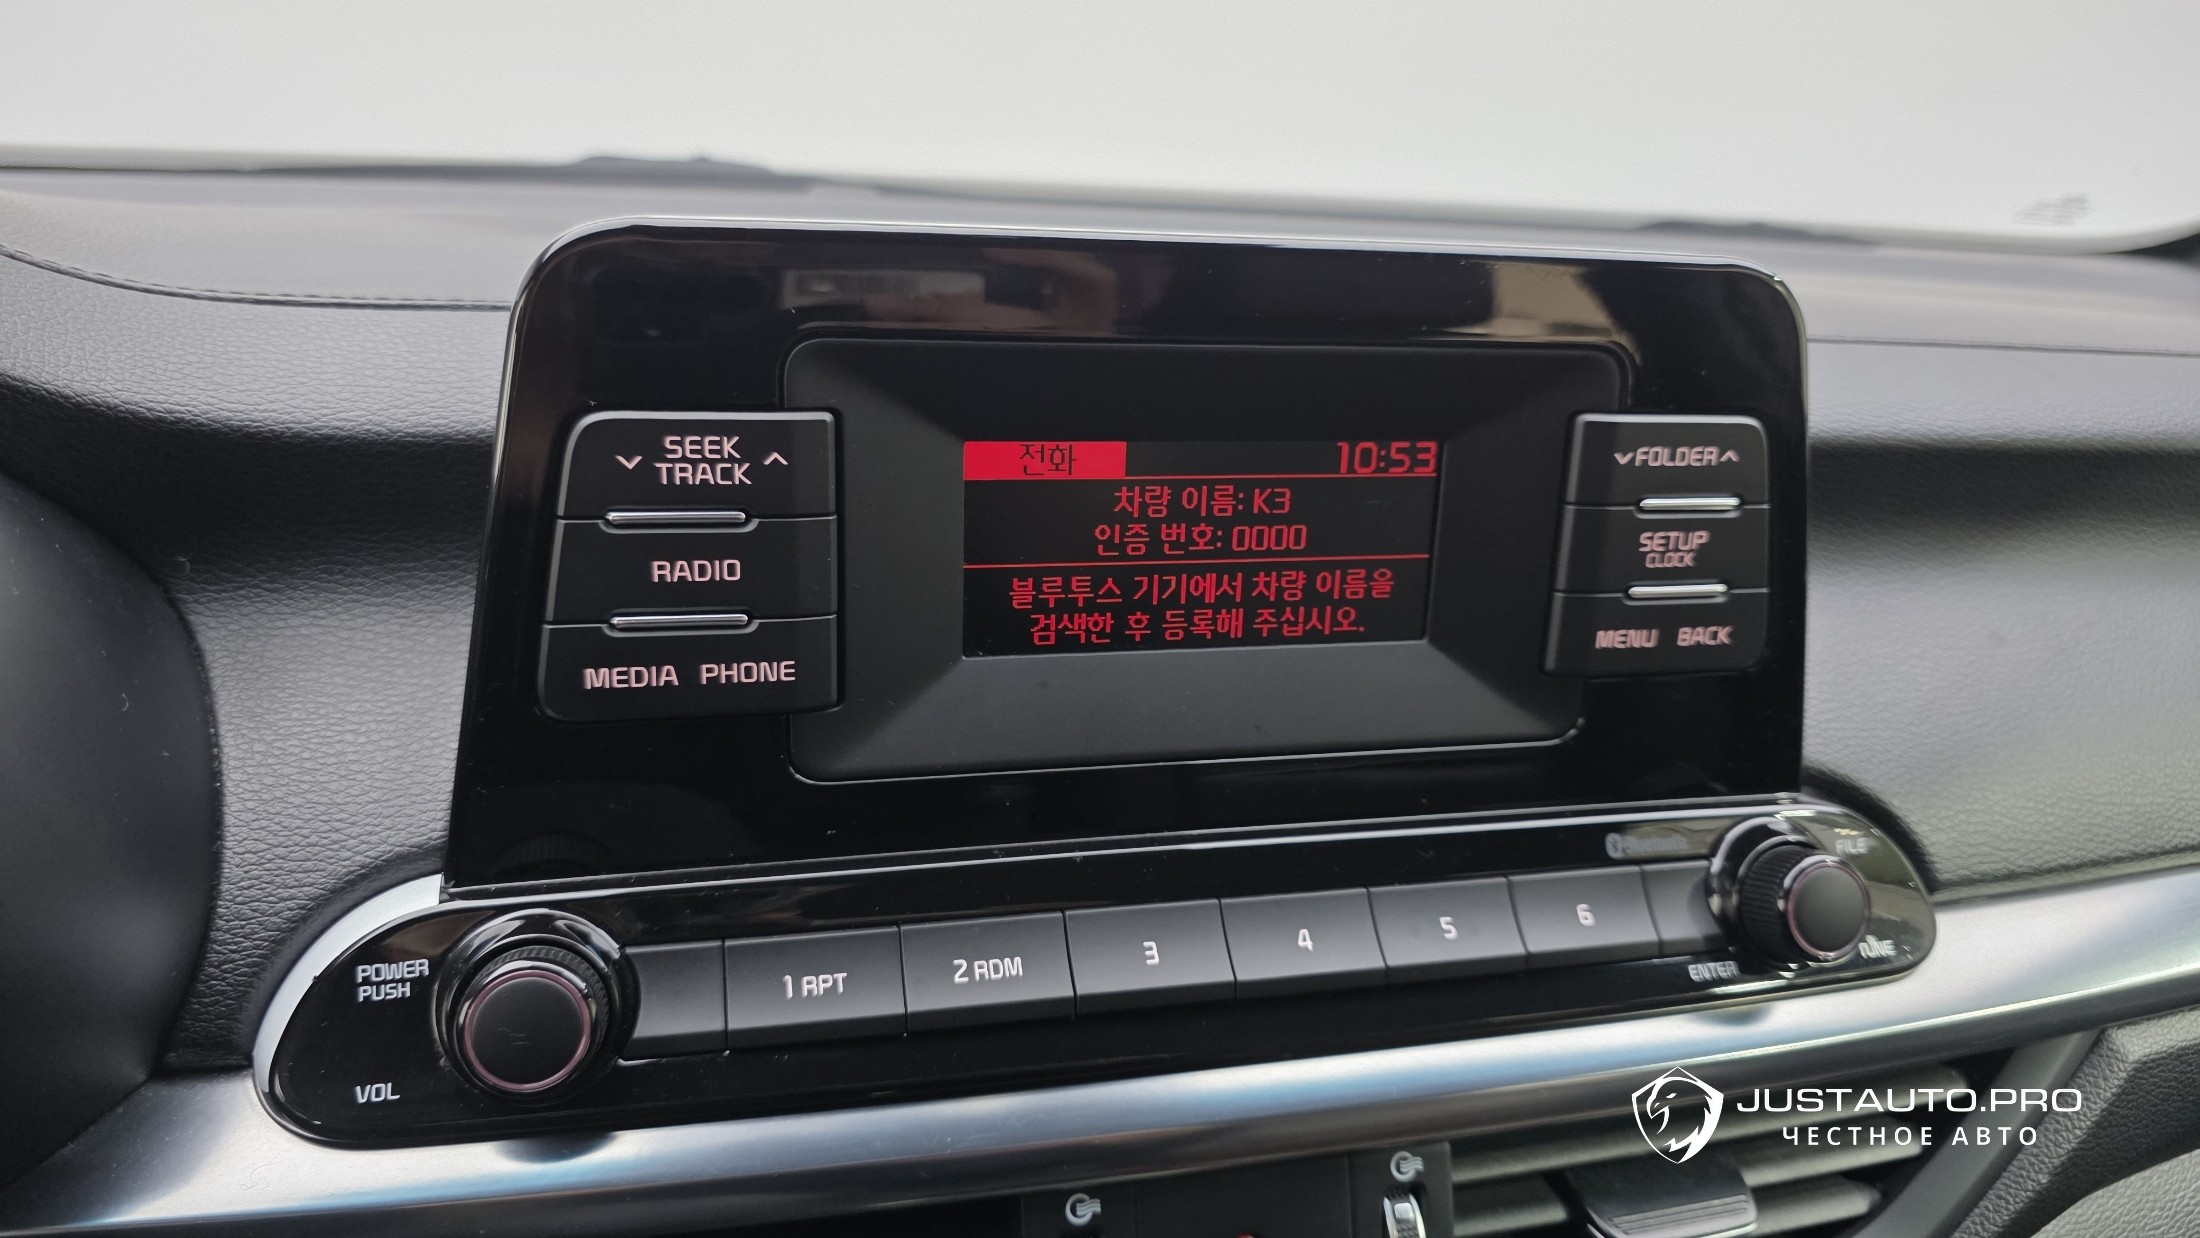 SEEK
TRACK
RADIO
MEDIA PHONE
전화 10:53
차량 이름: K3
인증 번호: 0000
블루투스 기기에서 차량 이름을
검색한 후 등록해 주십시오.
FOLDER
SETUP
CLOCK
MENU BACK
Bluetooth
FILE
TUNE
ENTER
POWER
PUSH
VOL
1 RPT
2 RDM
3
4
5
6
JUSTAUTO.PRO
ЧЕСТНОЕ АВТО